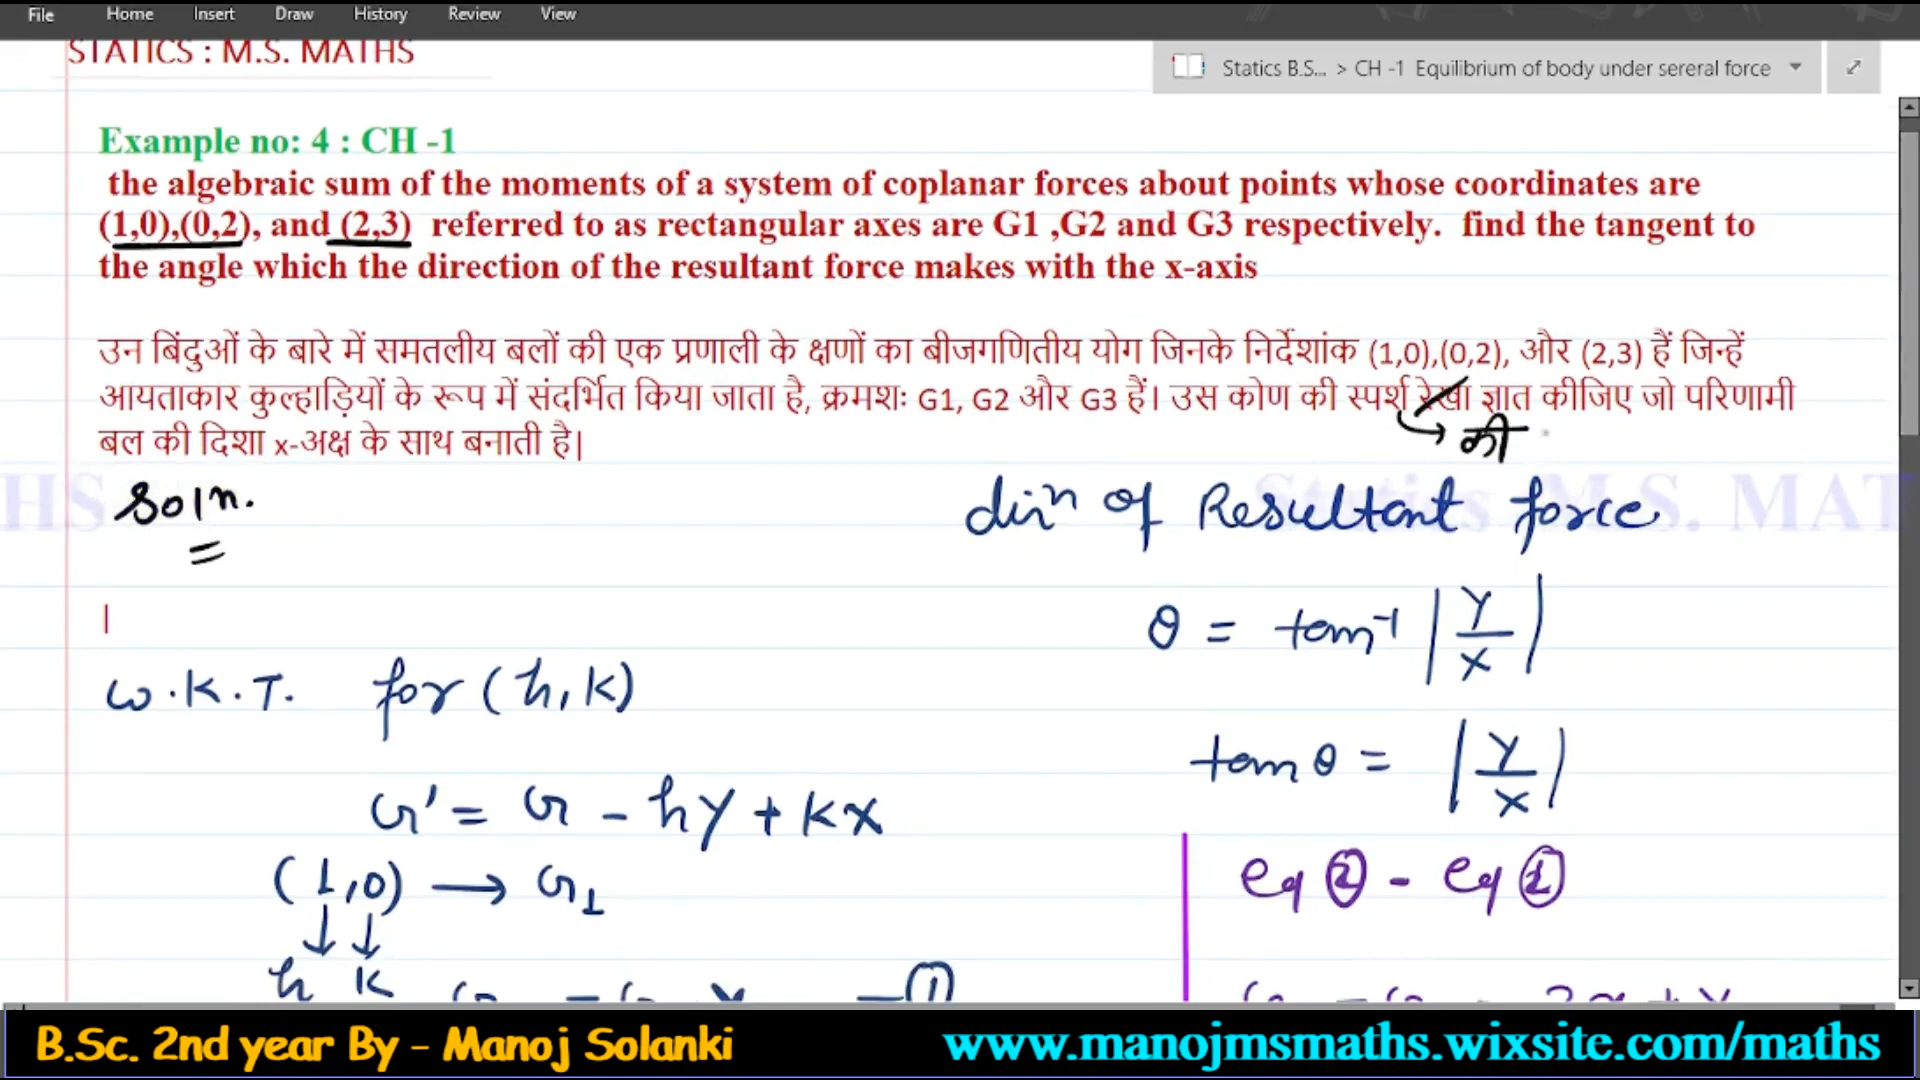 File Home Insert Draw History Review View
STATICS : M.S. MATHS
Statics B.S... > CH -1 Equilibrium of body under sereral force
Example no: 4 : CH -1
the algebraic sum of the moments of a system of coplanar forces about points whose coordinates are
(1,0),(0,2), and (2,3) referred to as rectangular axes are G1 ,G2 and G3 respectively. find the tangent to
the angle which the direction of the resultant force makes with the x-axis
उन बिंदुओं के बारे में समतलीय बलों की एक प्रणाली के क्षणों का बीजगणितीय योग जिनके निर्देशांक (1,0),(0,2), और (2,3) हैं जिन्हें
आयताकार कुल्हाड़ियों के रूप में संदर्भित किया जाता है, क्रमशः G1, G2 और G3 हैं। उस कोण की स्पर्श रेखा ज्ञात कीजिए जो परिणामी
की
बल की दिशा x-अक्ष के साथ बनाती है।
HS
Statics M.S. MAT
Soln.
dirⁿ of Resultant force
θ = tan⁻¹ |Y/X|
W.K.T. for (h,k)
tan θ = |Y/X|
G' = G - hY + kX
(1,0) → G₁
eq ② - eq ①
h k
①
B.Sc. 2nd year By - Manoj Solanki
www.manojmsmaths.wixsite.com/maths